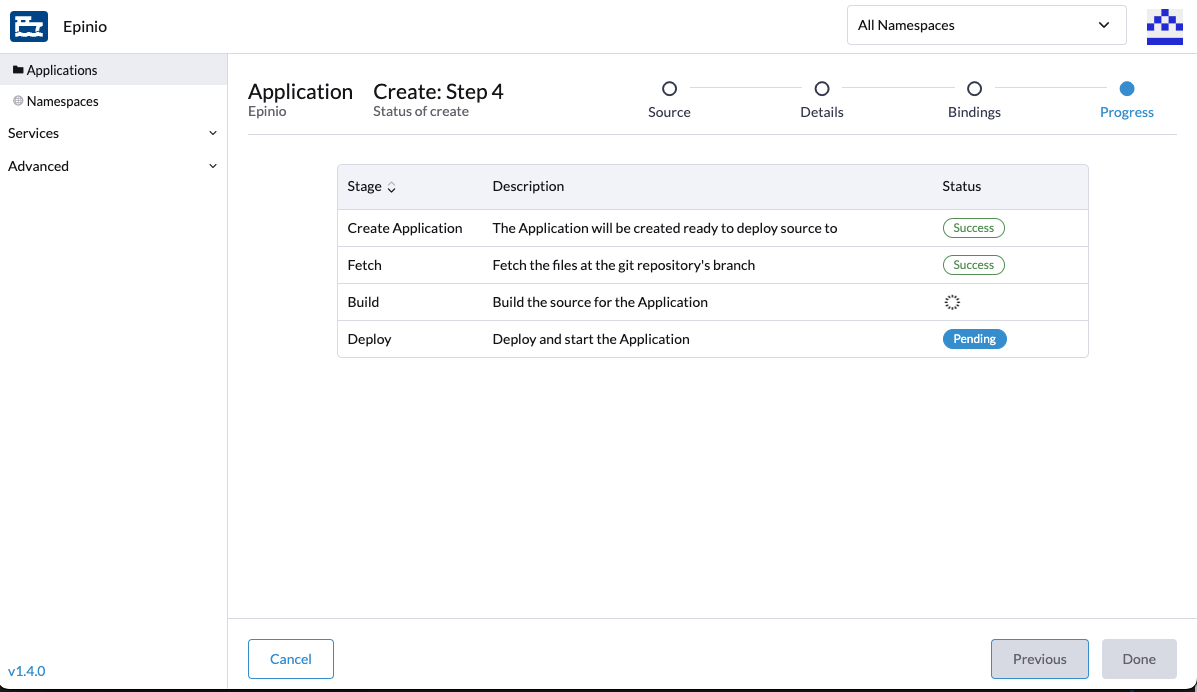 Epinio
All Namespaces
Applications
Namespaces
Services
Advanced
Application
Epinio
Create: Step 4
Status of create
Source
Details
Bindings
Progress
Stage Description Status
Create Application The Application will be created ready to deploy source to Success
Fetch Fetch the files at the git repository's branch Success
Build Build the source for the Application
Deploy Deploy and start the Application Pending
Cancel Previous Done
v1.4.0